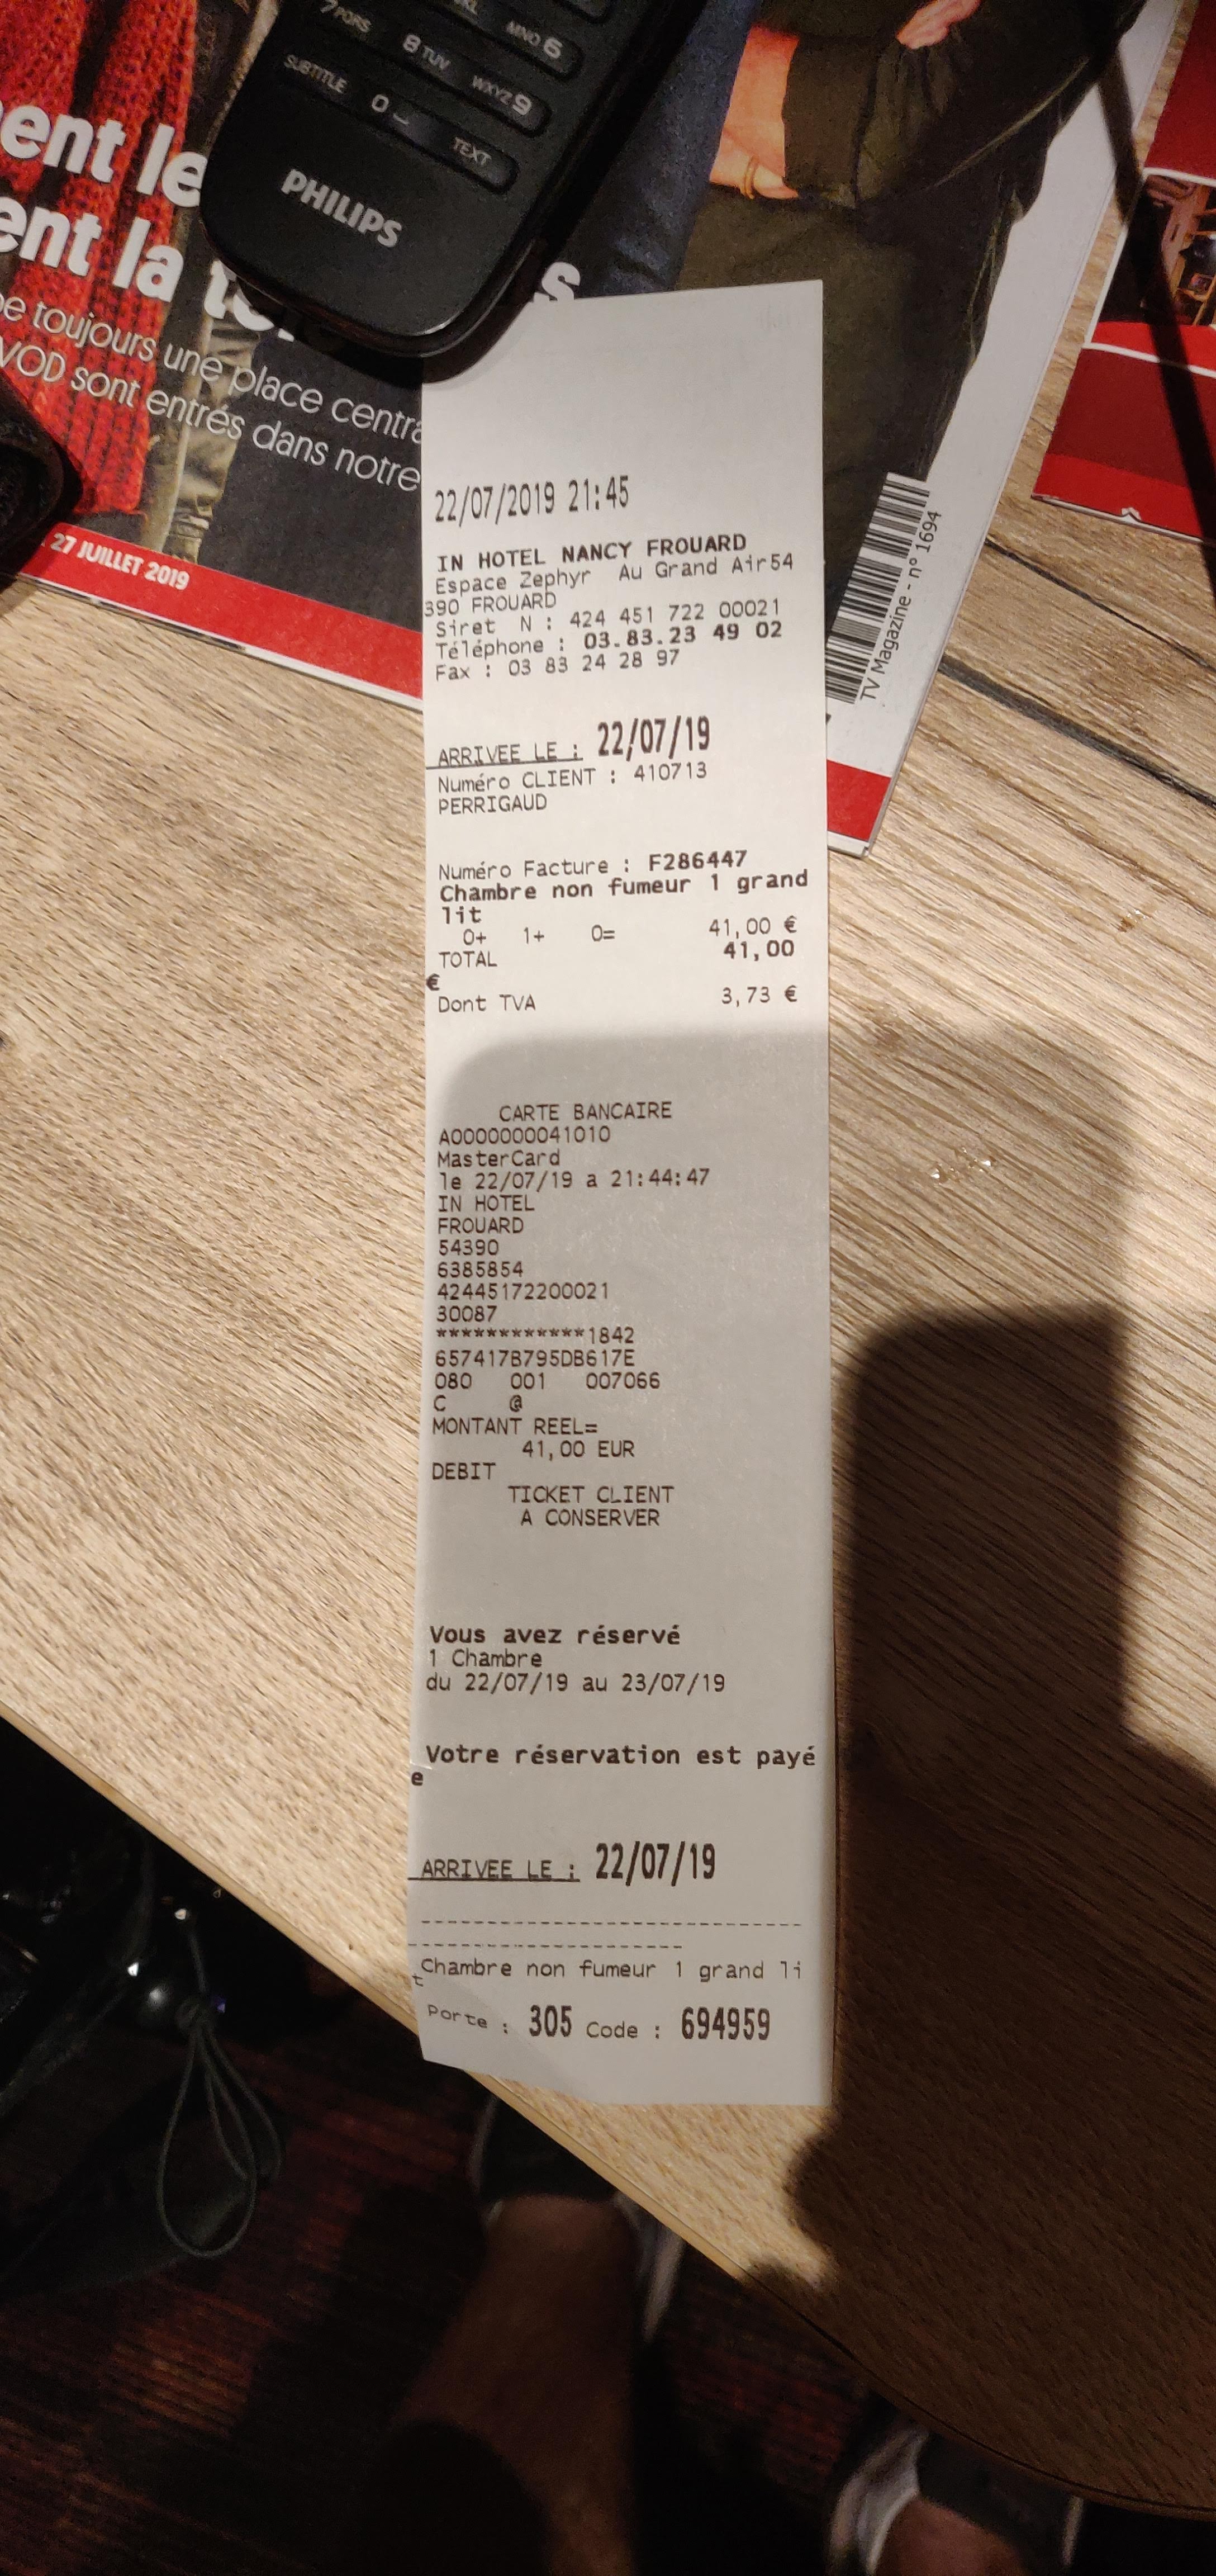 7PQRS
MNO 6
8 TUV
WXYZ 9
SUBTITLE
0
TEXT
PHILIPS
ent le
ent la
s
toujours une place centra
VOD sont entrés dans notre
27 JUILLET 2019
TV Magazine - n° 1694
22/07/2019 21:45
IN HOTEL NANCY FROUARD
Espace Zephyr Au Grand Air54
390 FROUARD
Siret N : 424 451 722 00021
Téléphone : 03.83.23 49 02
Fax : 03 83 24 28 97
ARRIVEE LE : 22/07/19
Numéro CLIENT : 410713
PERRIGAUD
Numéro Facture : F286447
Chambre non fumeur 1 grand
lit
0+ 1+ 0= 41,00 €
TOTAL 41,00
€
Dont TVA 3,73 €
CARTE BANCAIRE
A0000000041010
MasterCard
le 22/07/19 a 21:44:47
IN HOTEL
FROUARD
54390
6385854
42445172200021
30087
************1842
657417B795DB617E
080 001 007066
C @
MONTANT REEL=
41,00 EUR
DEBIT
TICKET CLIENT
A CONSERVER
Vous avez réservé
1 Chambre
du 22/07/19 au 23/07/19
Votre réservation est payé
e
ARRIVEE LE : 22/07/19
Chambre non fumeur 1 grand li
t
Porte : 305 Code : 694959